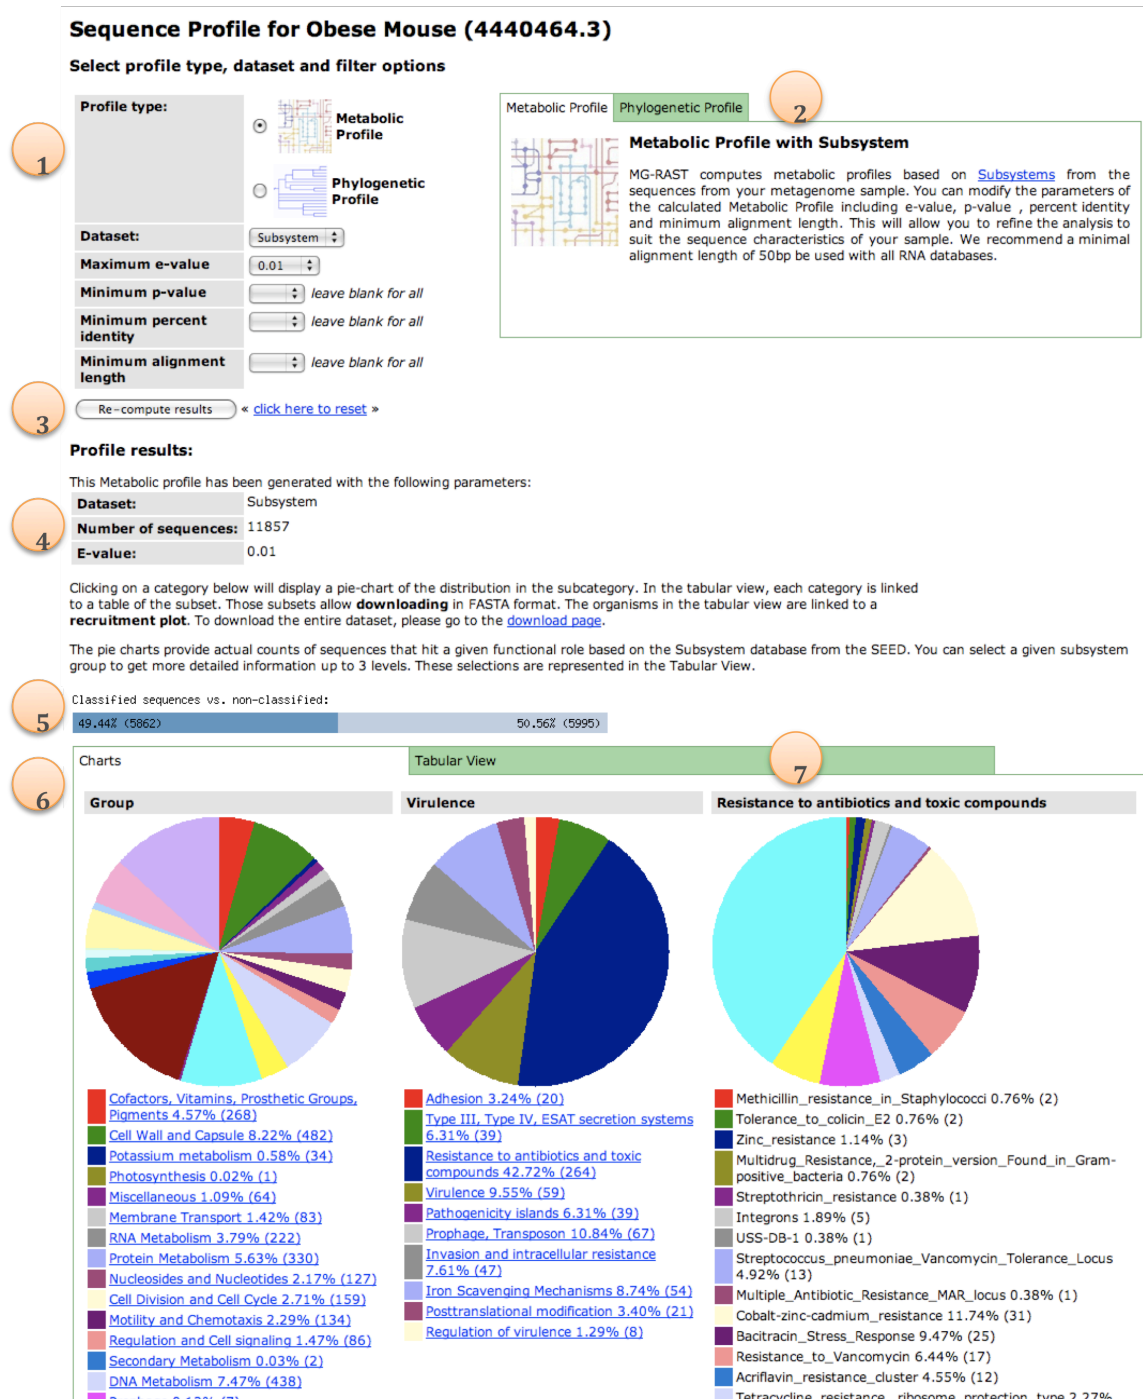 Sequence Profile for Obese Mouse (4440464.3)
Select profile type, dataset and filter options
1
Profile type:
Metabolic
Profile
Phylogenetic
Profile
Dataset:
Subsystem
Maximum e-value
0.01
Minimum p-value
leave blank for all
Minimum percent
identity
leave blank for all
Minimum alignment
length
leave blank for all
2
Metabolic Profile
Phylogenetic Profile
Metabolic Profile with Subsystem
MG-RAST computes metabolic profiles based on Subsystems from the
sequences from your metagenome sample. You can modify the parameters of
the calculated Metabolic Profile including e-value, p-value , percent identity
and minimum alignment length. This will allow you to refine the analysis to
suit the sequence characteristics of your sample. We recommend a minimal
alignment length of 50bp be used with all RNA databases.
3
Re-compute results « click here to reset »
Profile results:
This Metabolic profile has been generated with the following parameters:
4
Dataset: Subsystem
Number of sequences: 11857
E-value: 0.01
Clicking on a category below will display a pie-chart of the distribution in the subcategory. In the tabular view, each category is linked
to a table of the subset. Those subsets allow downloading in FASTA format. The organisms in the tabular view are linked to a
recruitment plot. To download the entire dataset, please go to the download page.
The pie charts provide actual counts of sequences that hit a given functional role based on the Subsystem database from the SEED. You can select a given subsystem
group to get more detailed information up to 3 levels. These selections are represented in the Tabular View.
5
Classified sequences vs. non-classified:
49.44% (5862) 50.56% (5995)
6
Charts
Tabular View
7
Group
Cofactors, Vitamins, Prosthetic Groups,
Pigments 4.57% (268)
Cell Wall and Capsule 8.22% (482)
Potassium metabolism 0.58% (34)
Photosynthesis 0.02% (1)
Miscellaneous 1.09% (64)
Membrane Transport 1.42% (83)
RNA Metabolism 3.79% (222)
Protein Metabolism 5.63% (330)
Nucleosides and Nucleotides 2.17% (127)
Cell Division and Cell Cycle 2.71% (159)
Motility and Chemotaxis 2.29% (134)
Regulation and Cell signaling 1.47% (86)
Secondary Metabolism 0.03% (2)
DNA Metabolism 7.47% (438)
Virulence
Adhesion 3.24% (20)
Type III, Type IV, ESAT secretion systems
6.31% (39)
Resistance to antibiotics and toxic
compounds 42.72% (264)
Virulence 9.55% (59)
Pathogenicity islands 6.31% (39)
Prophage, Transposon 10.84% (67)
Invasion and intracellular resistance
7.61% (47)
Iron Scavenging Mechanisms 8.74% (54)
Posttranslational modification 3.40% (21)
Regulation of virulence 1.29% (8)
Resistance to antibiotics and toxic compounds
Methicillin_resistance_in_Staphylococci 0.76% (2)
Tolerance_to_colicin_E2 0.76% (2)
Zinc_resistance 1.14% (3)
Multidrug_Resistance,_2-protein_version_Found_in_Gram-
positive_bacteria 0.76% (2)
Streptothricin_resistance 0.38% (1)
Integrons 1.89% (5)
USS-DB-1 0.38% (1)
Streptococcus_pneumoniae_Vancomycin_Tolerance_Locus
4.92% (13)
Multiple_Antibiotic_Resistance_MAR_locus 0.38% (1)
Cobalt-zinc-cadmium_resistance 11.74% (31)
Bacitracin_Stress_Response 9.47% (25)
Resistance_to_Vancomycin 6.44% (17)
Acriflavin_resistance_cluster 4.55% (12)
Tetracycline_resistance,_ribosome_protection_type 2.27%